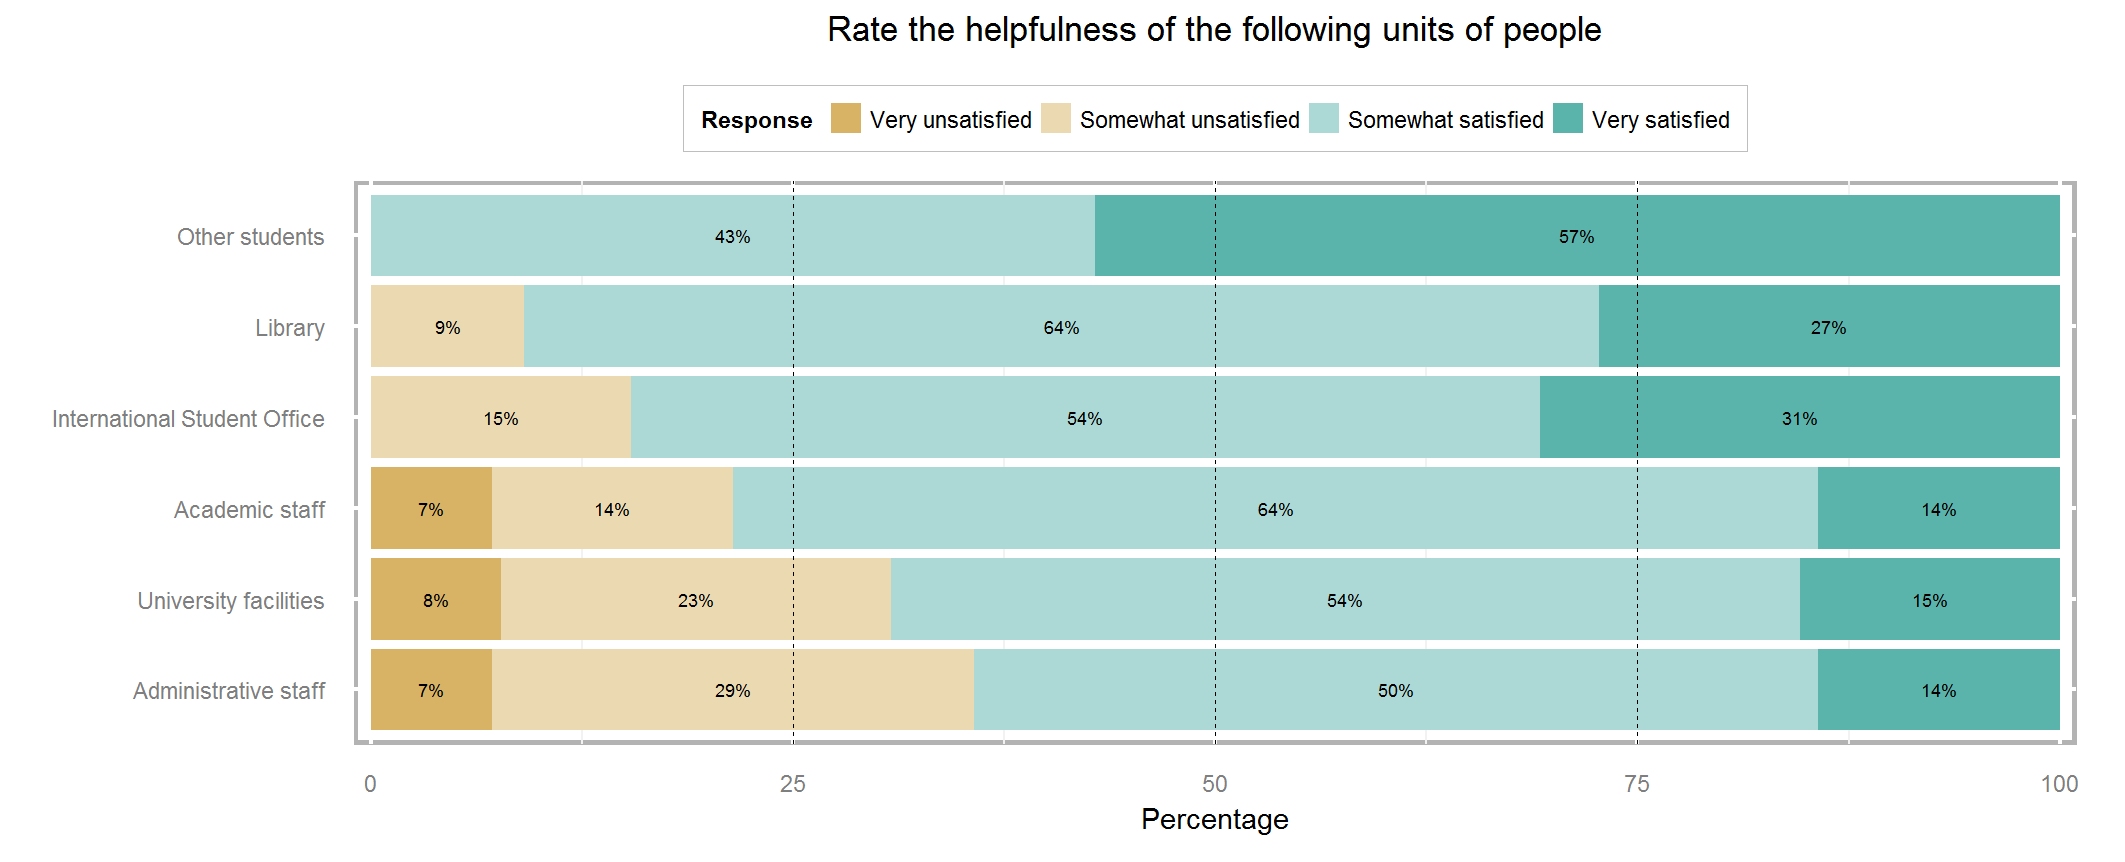 Rate the helpfulness of the following units of people
Response Very unsatisfied Somewhat unsatisfied Somewhat satisfied Very satisfied
Other students 43% 57%
Library 9% 64% 27%
International Student Office 15% 54% 31%
Academic staff 7% 14% 64% 14%
University facilities 8% 23% 54% 15%
Administrative staff 7% 29% 50% 14%
0 25 50 75 100
Percentage